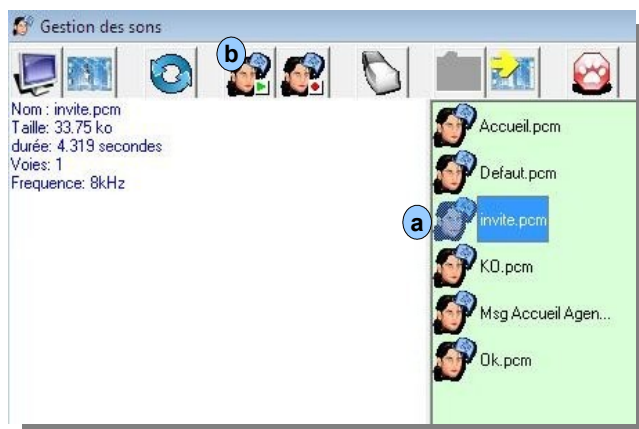 Gestion des sons
b
Nom : invite.pcm
Taille: 33.75 ko
durée: 4.319 secondes
Voies: 1
Frequence: 8kHz
Accueil.pcm
Defaut.pcm
a
invite.pcm
KO.pcm
Msg Accueil Agen...
Ok.pcm